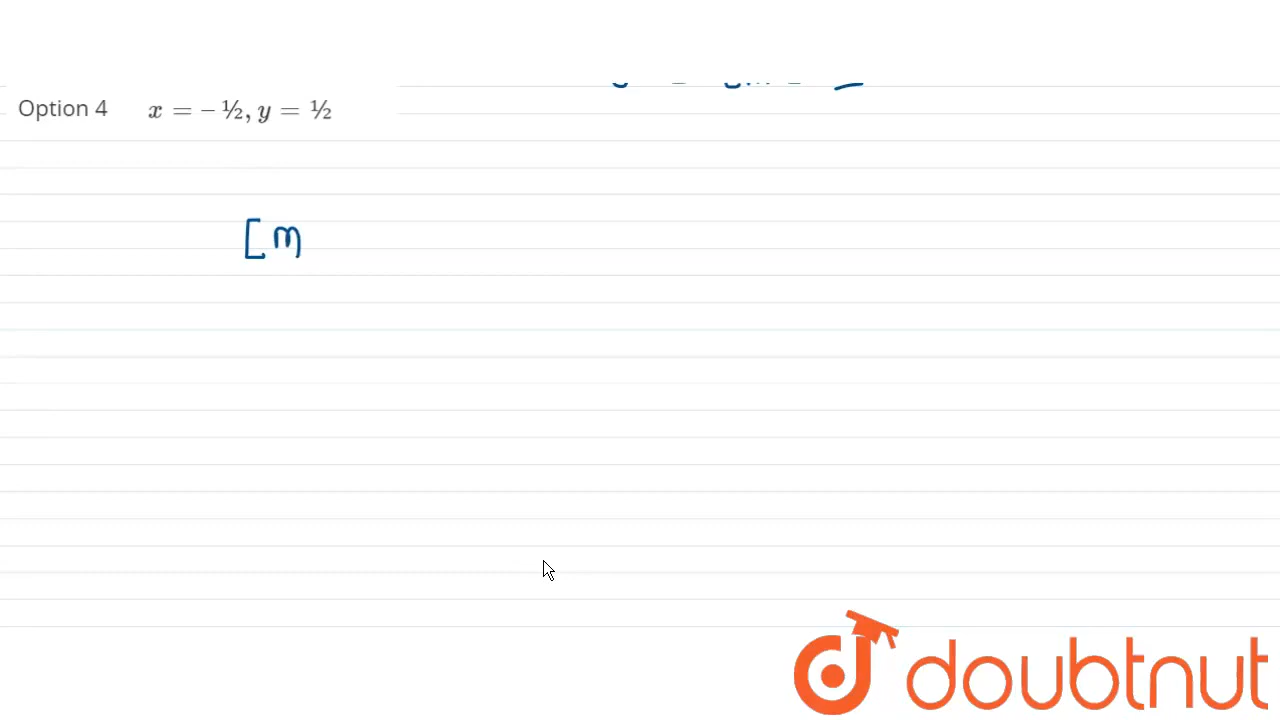 Option 4 x = – ½, y = ½
[m
doubtnut